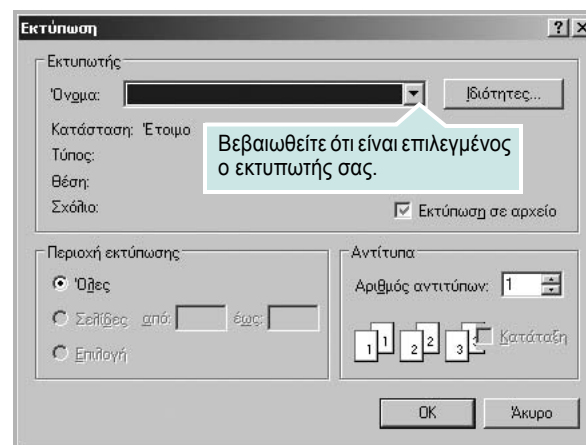 Εκτύπωση
Εκτυπωτής
Όνομα:
Ιδιότητες...
Κατάσταση: Έτοιμο
Τύπος:
Θέση:
Σχόλιο:
Βεβαιωθείτε ότι είναι επιλεγμένος
ο εκτυπωτής σας.
Εκτύπωση σε αρχείο
Περιοχή εκτύπωσης
Όλες
Σελίδες από: έως:
Επιλογή
Αντίτυπα
Αριθμός αντιτύπων: 1
1 1 2 2 3 3
Κατάταξη
OK
Άκυρο